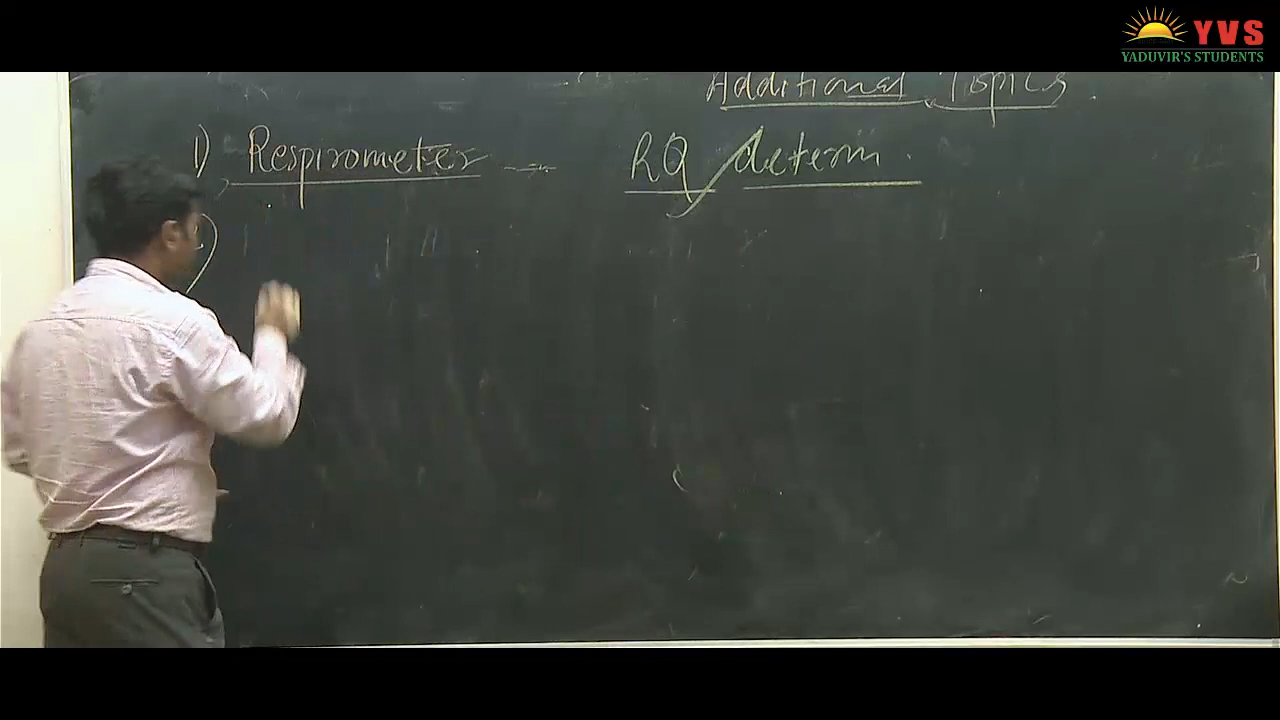 YVS
YADUVIR'S STUDENTS
Additional Topics
1) Respirometer -- RQ determ.